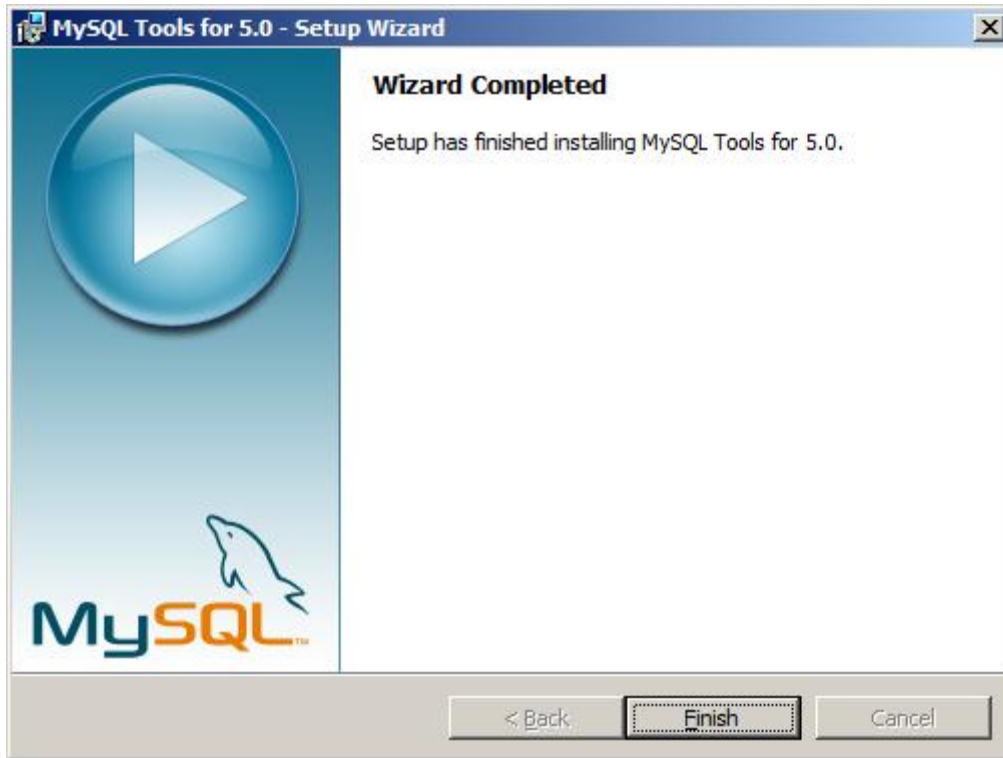 MySQL Tools for 5.0 - Setup Wizard
Wizard Completed
Setup has finished installing MySQL Tools for 5.0.
MySQL™
< Back
Finish
Cancel